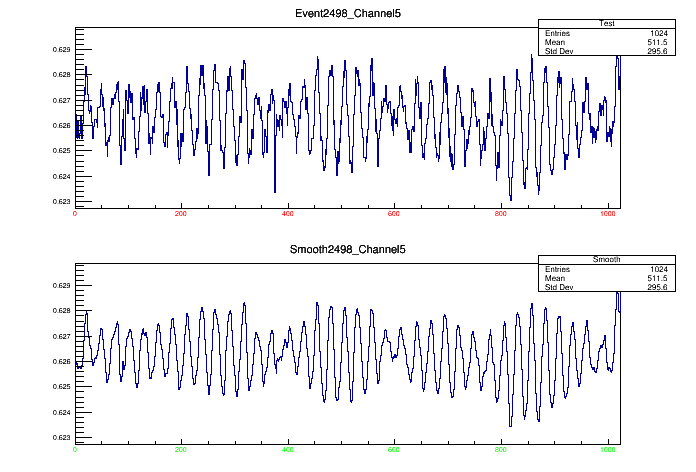 Event2498_Channel5
Test
Entries 1024
Mean 511.5
Std Dev 295.6
0.629
0.628
0.627
0.626
0.625
0.624
0.623
0 200 400 600 800 1000
Smooth2498_Channel5
Smooth
Entries 1024
Mean 511.5
Std Dev 295.6
0.629
0.628
0.627
0.626
0.625
0.624
0.623
0 200 400 600 800 1000